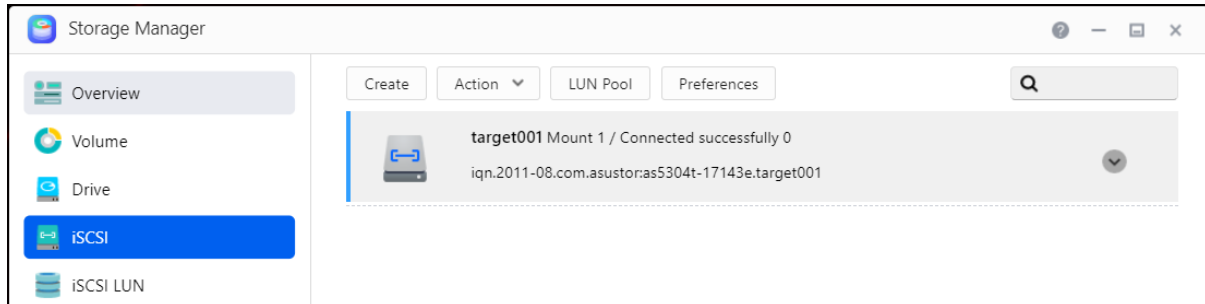 Storage Manager
Overview
Volume
Drive
iSCSI
iSCSI LUN
Create Action LUN Pool Preferences
target001 Mount 1 / Connected successfully 0
iqn.2011-08.com.asustor:as5304t-17143e.target001